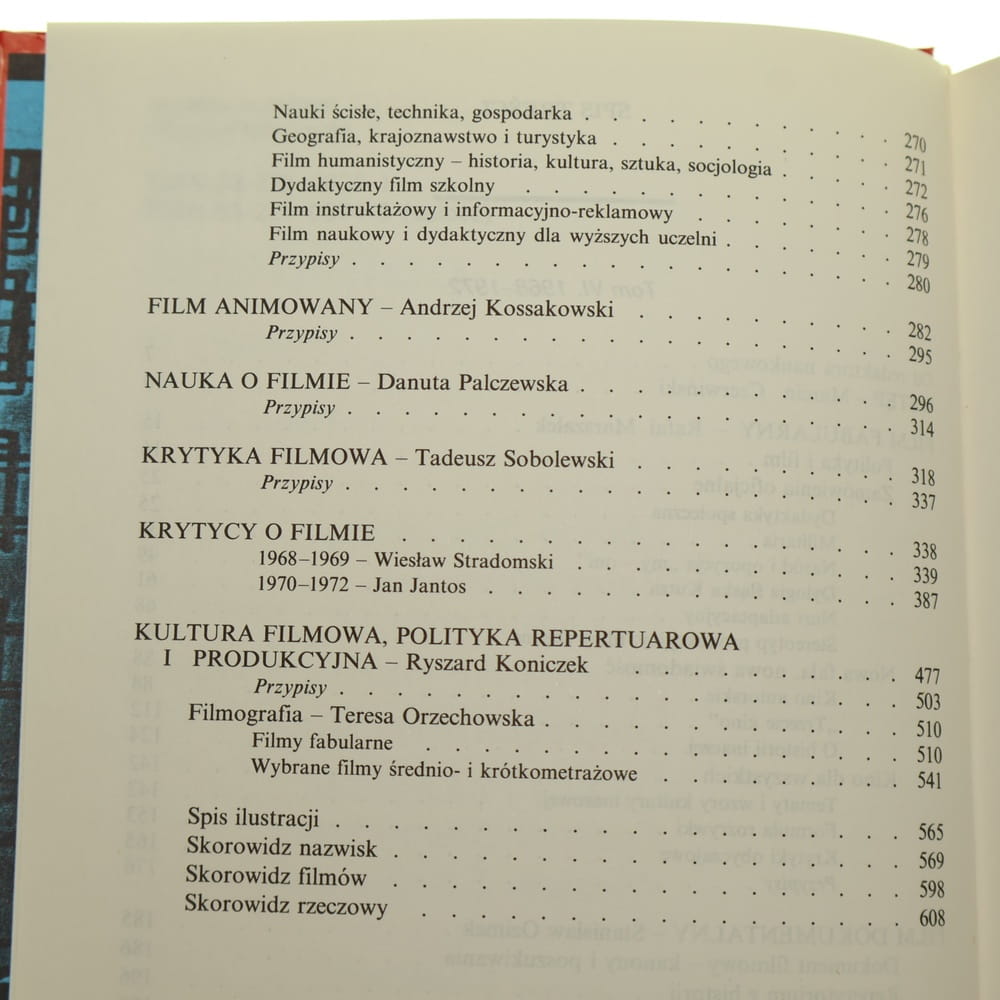 Nauki ścisłe, technika, gospodarka . . . . . . . . . . . 270
Geografia, krajoznawstwo i turystyka . . . . . . . . . . 271
Film humanistyczny – historia, kultura, sztuka, socjologia . . . . 272
Dydaktyczny film szkolny . . . . . . . . . . . . . 276
Film instruktażowy i informacyjno-reklamowy . . . . . . . 278
Film naukowy i dydaktyczny dla wyższych uczelni . . . . . . 279
Przypisy . . . . . . . . . . . . . . . . . . . 280
FILM ANIMOWANY – Andrzej Kossakowski . . . . . . . . . 282
Przypisy . . . . . . . . . . . . . . . . . . . 295
NAUKA O FILMIE – Danuta Palczewska . . . . . . . . . . . 296
Przypisy . . . . . . . . . . . . . . . . . . . 314
KRYTYKA FILMOWA – Tadeusz Sobolewski . . . . . . . . . 318
Przypisy . . . . . . . . . . . . . . . . . . . 337
KRYTYCY O FILMIE . . . . . . . . . . . . . . . . . 338
1968–1969 – Wiesław Stradomski . . . . . . . . . . . 339
1970–1972 – Jan Jantos . . . . . . . . . . . . . . 387
KULTURA FILMOWA, POLITYKA REPERTUAROWA
I PRODUKCYJNA – Ryszard Koniczek . . . . . . . . . . 477
Przypisy . . . . . . . . . . . . . . . . . . . 503
Filmografia – Teresa Orzechowska . . . . . . . . . . . . 510
Filmy fabularne . . . . . . . . . . . . . . . . 510
Wybrane filmy średnio- i krótkometrażowe . . . . . . . . 541
Spis ilustracji . . . . . . . . . . . . . . . . . . . 565
Skorowidz nazwisk . . . . . . . . . . . . . . . . . 569
Skorowidz filmów . . . . . . . . . . . . . . . . . 598
Skorowidz rzeczowy . . . . . . . . . . . . . . . . 608